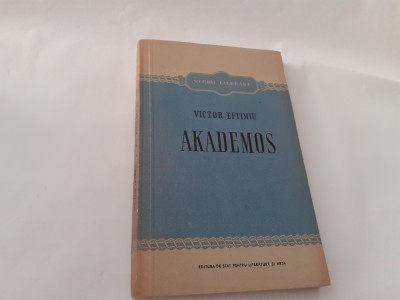 STUDII LITERARE
VICTOR EFTIMIU
AKADEMOS
EDITURA DE STAT PENTRU LITERATURĂ ȘI ARTĂ